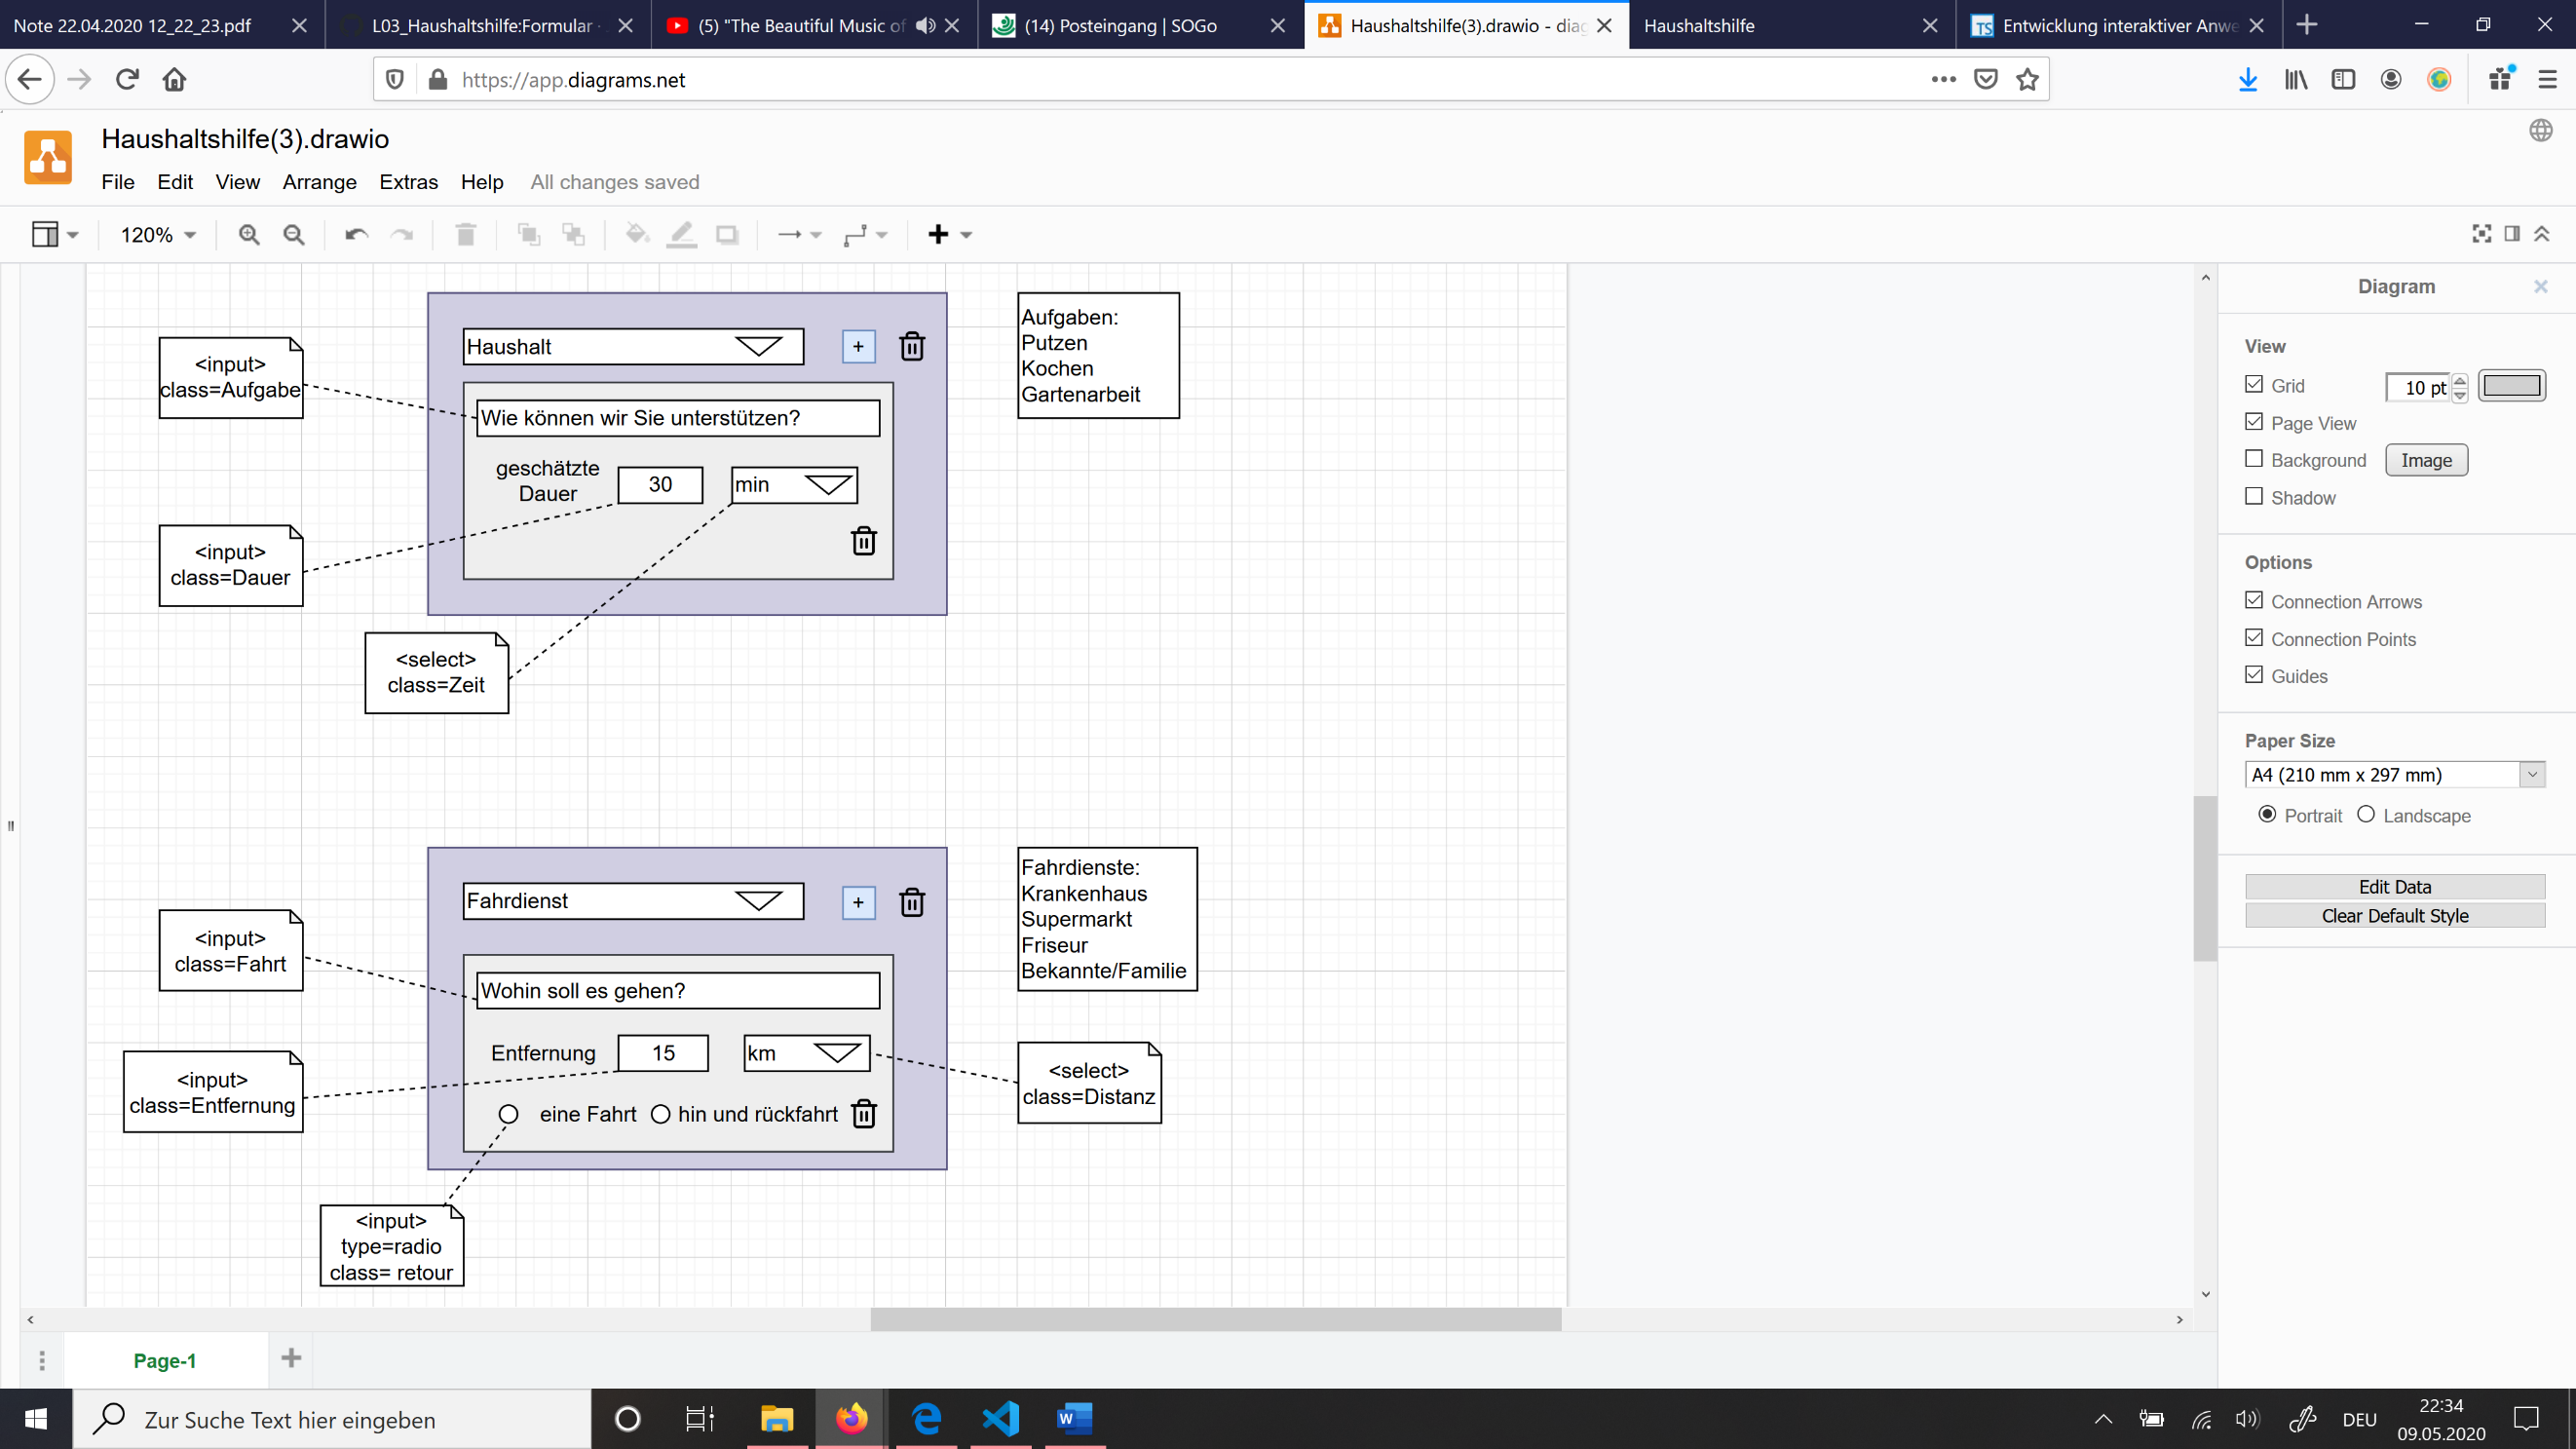 Note 22.04.2020 12_22_23.pdf
L03_Haushaltshilfe:Formular ·
(5) "The Beautiful Music of
(14) Posteingang | SOGo
Haushaltshilfe(3).drawio - diag
Haushaltshilfe
Entwicklung interaktiver Anwe
https://app.diagrams.net
Haushaltshilfe(3).drawio
File Edit View Arrange Extras Help All changes saved
120%
<input>
class=Aufgabe
Haushalt
+
Wie können wir Sie unterstützen?
geschätzte
Dauer
30
min
Aufgaben:
Putzen
Kochen
Gartenarbeit
<input>
class=Dauer
<select>
class=Zeit
Fahrdienst
+
<input>
class=Fahrt
Wohin soll es gehen?
Entfernung
15
km
<input>
class=Entfernung
eine Fahrt
hin und rückfahrt
Fahrdienste:
Krankenhaus
Supermarkt
Friseur
Bekannte/Familie
<select>
class=Distanz
<input>
type=radio
class= retour
Diagram
View
Grid
10 pt
Page View
Background
Image
Shadow
Options
Connection Arrows
Connection Points
Guides
Paper Size
A4 (210 mm x 297 mm)
Portrait
Landscape
Edit Data
Clear Default Style
Page-1
Zur Suche Text hier eingeben
DEU
22:34
09.05.2020